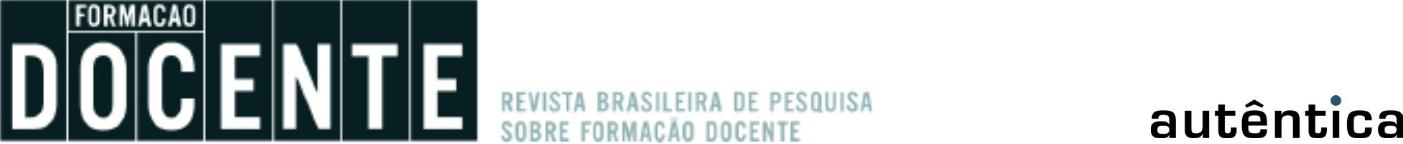 FORMACAO
DOCENTE
REVISTA BRASILEIRA DE PESQUISA
SOBRE FORMAÇÃO DOCENTE
autêntica